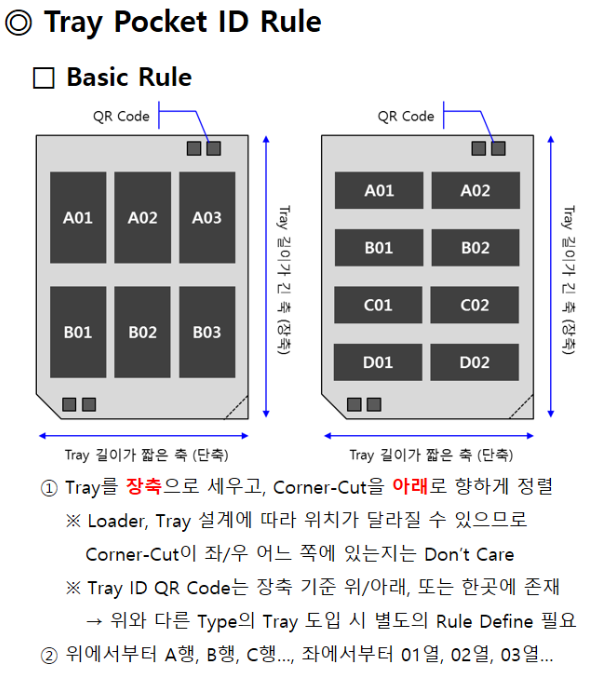 ◎ Tray Pocket ID Rule
□ Basic Rule
QR Code
A01 A02 A03
B01 B02 B03
Tray 길이가 긴 축 (장축)
Tray 길이가 짧은 축 (단축)
QR Code
A01 A02
B01 B02
C01 C02
D01 D02
Tray 길이가 긴 축 (장축)
Tray 길이가 짧은 축 (단축)
① Tray를 장축으로 세우고, Corner-Cut을 아래로 향하게 정렬
※ Loader, Tray 설계에 따라 위치가 달라질 수 있으므로
Corner-Cut이 좌/우 어느 쪽에 있는지는 Don't Care
※ Tray ID QR Code는 장축 기준 위/아래, 또는 한곳에 존재
→ 위와 다른 Type의 Tray 도입 시 별도의 Rule Define 필요
② 위에서부터 A행, B행, C행..., 좌에서부터 01열, 02열, 03열...